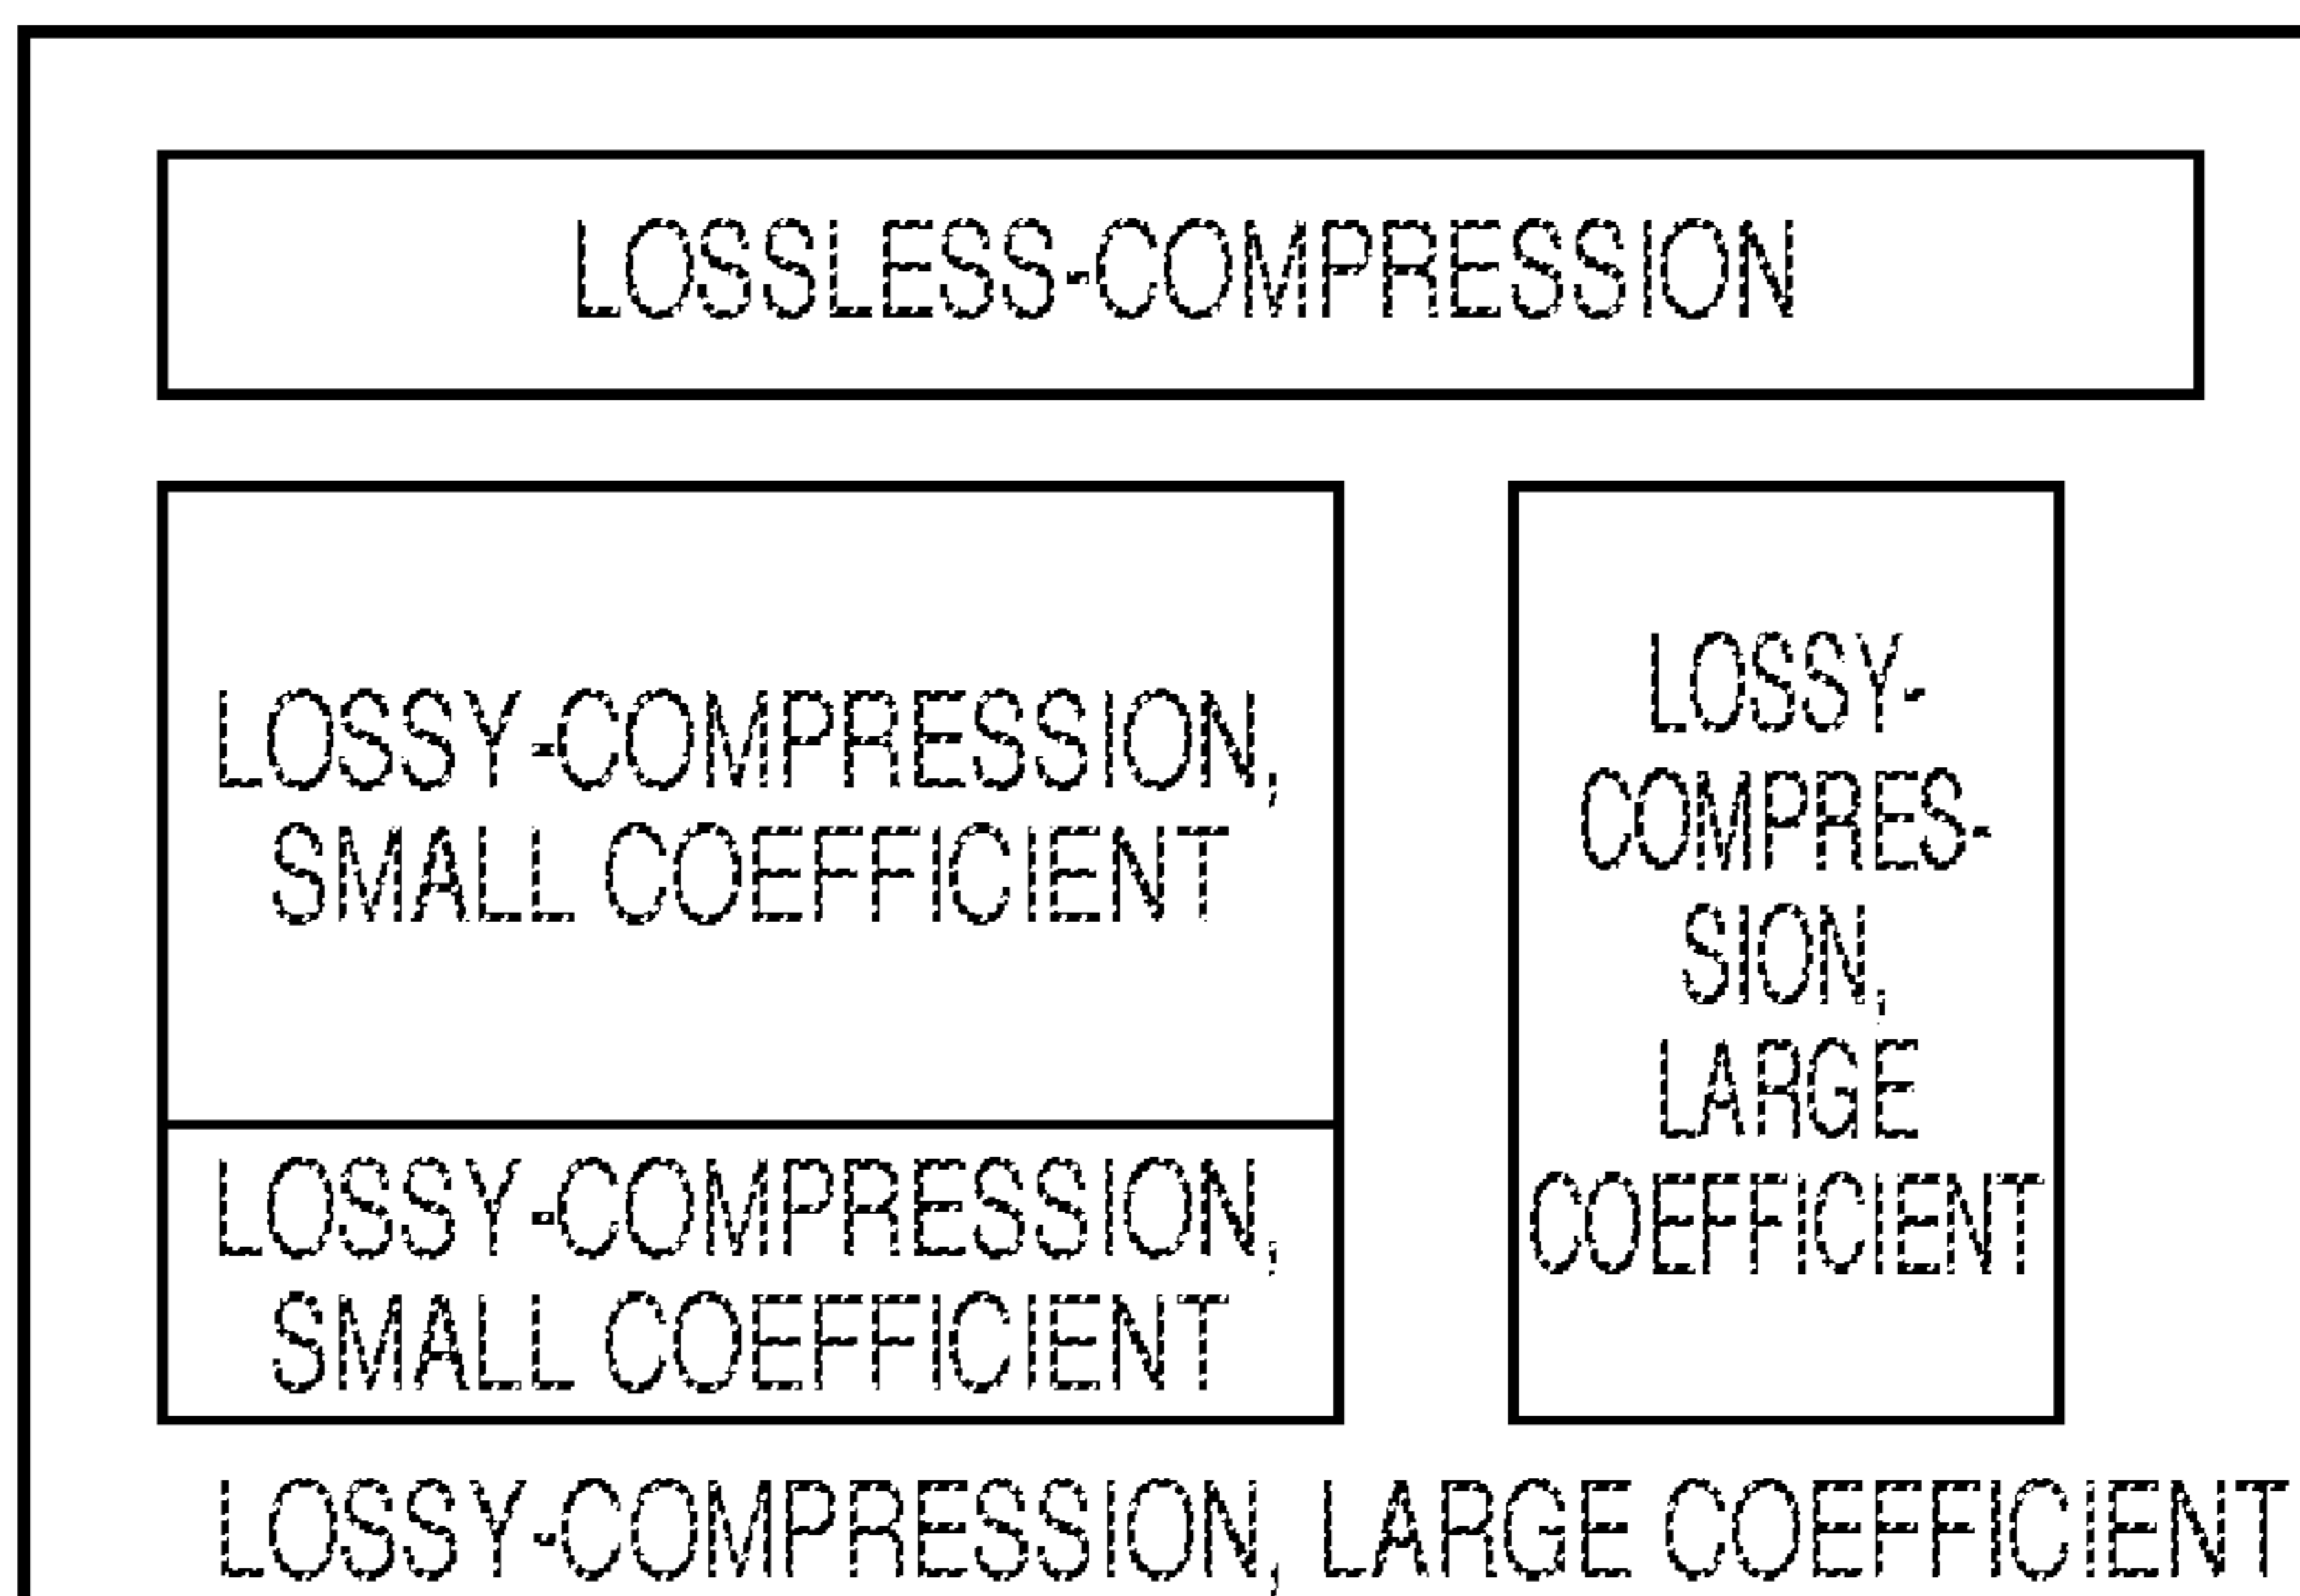 LOSSLESS-COMPRESSION
LOSSY-COMPRESSION,
SMALL COEFFICIENT
LOSSY-COMPRESSION,
SMALL COEFFICIENT
LOSSY-
COMPRES-
SION,
LARGE
COEFFICIENT
LOSSY-COMPRESSION, LARGE COEFFICIENT